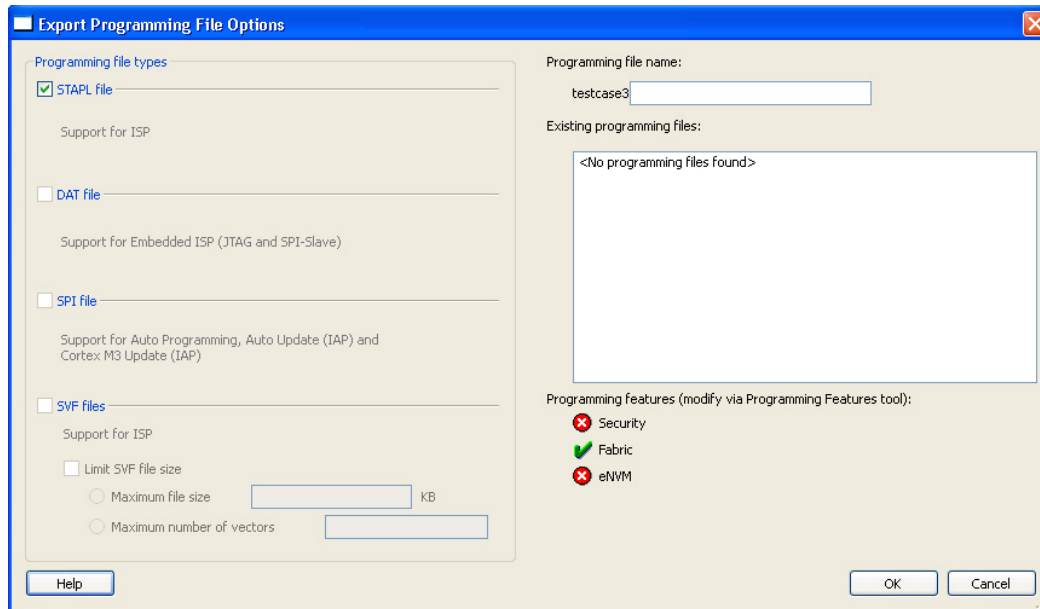 Export Programming File Options
Programming file types
STAPL file
Support for ISP
DAT file
Support for Embedded ISP (JTAG and SPI-Slave)
SPI file
Support for Auto Programming, Auto Update (IAP) and
Cortex M3 Update (IAP)
SVF files
Support for ISP
Limit SVF file size
Maximum file size KB
Maximum number of vectors
Programming file name:
testcase3
Existing programming files:
<No programming files found>
Programming features (modify via Programming Features tool):
Security
Fabric
eNVM
Help
OK
Cancel